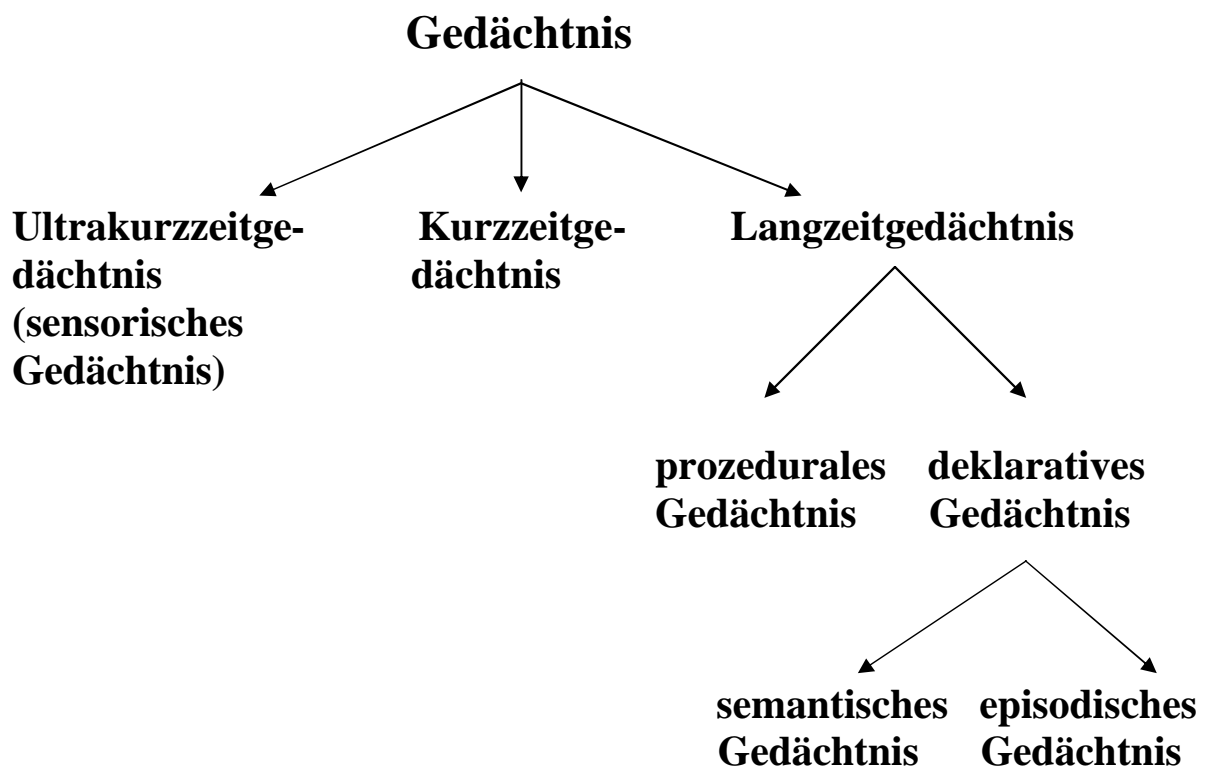 Gedächtnis
Ultrakurzzeitge-
dächtnis
(sensorisches
Gedächtnis)
Kurzzeitge-
dächtnis
Langzeitgedächtnis
prozedurales
Gedächtnis
deklaratives
Gedächtnis
semantisches
Gedächtnis
episodisches
Gedächtnis